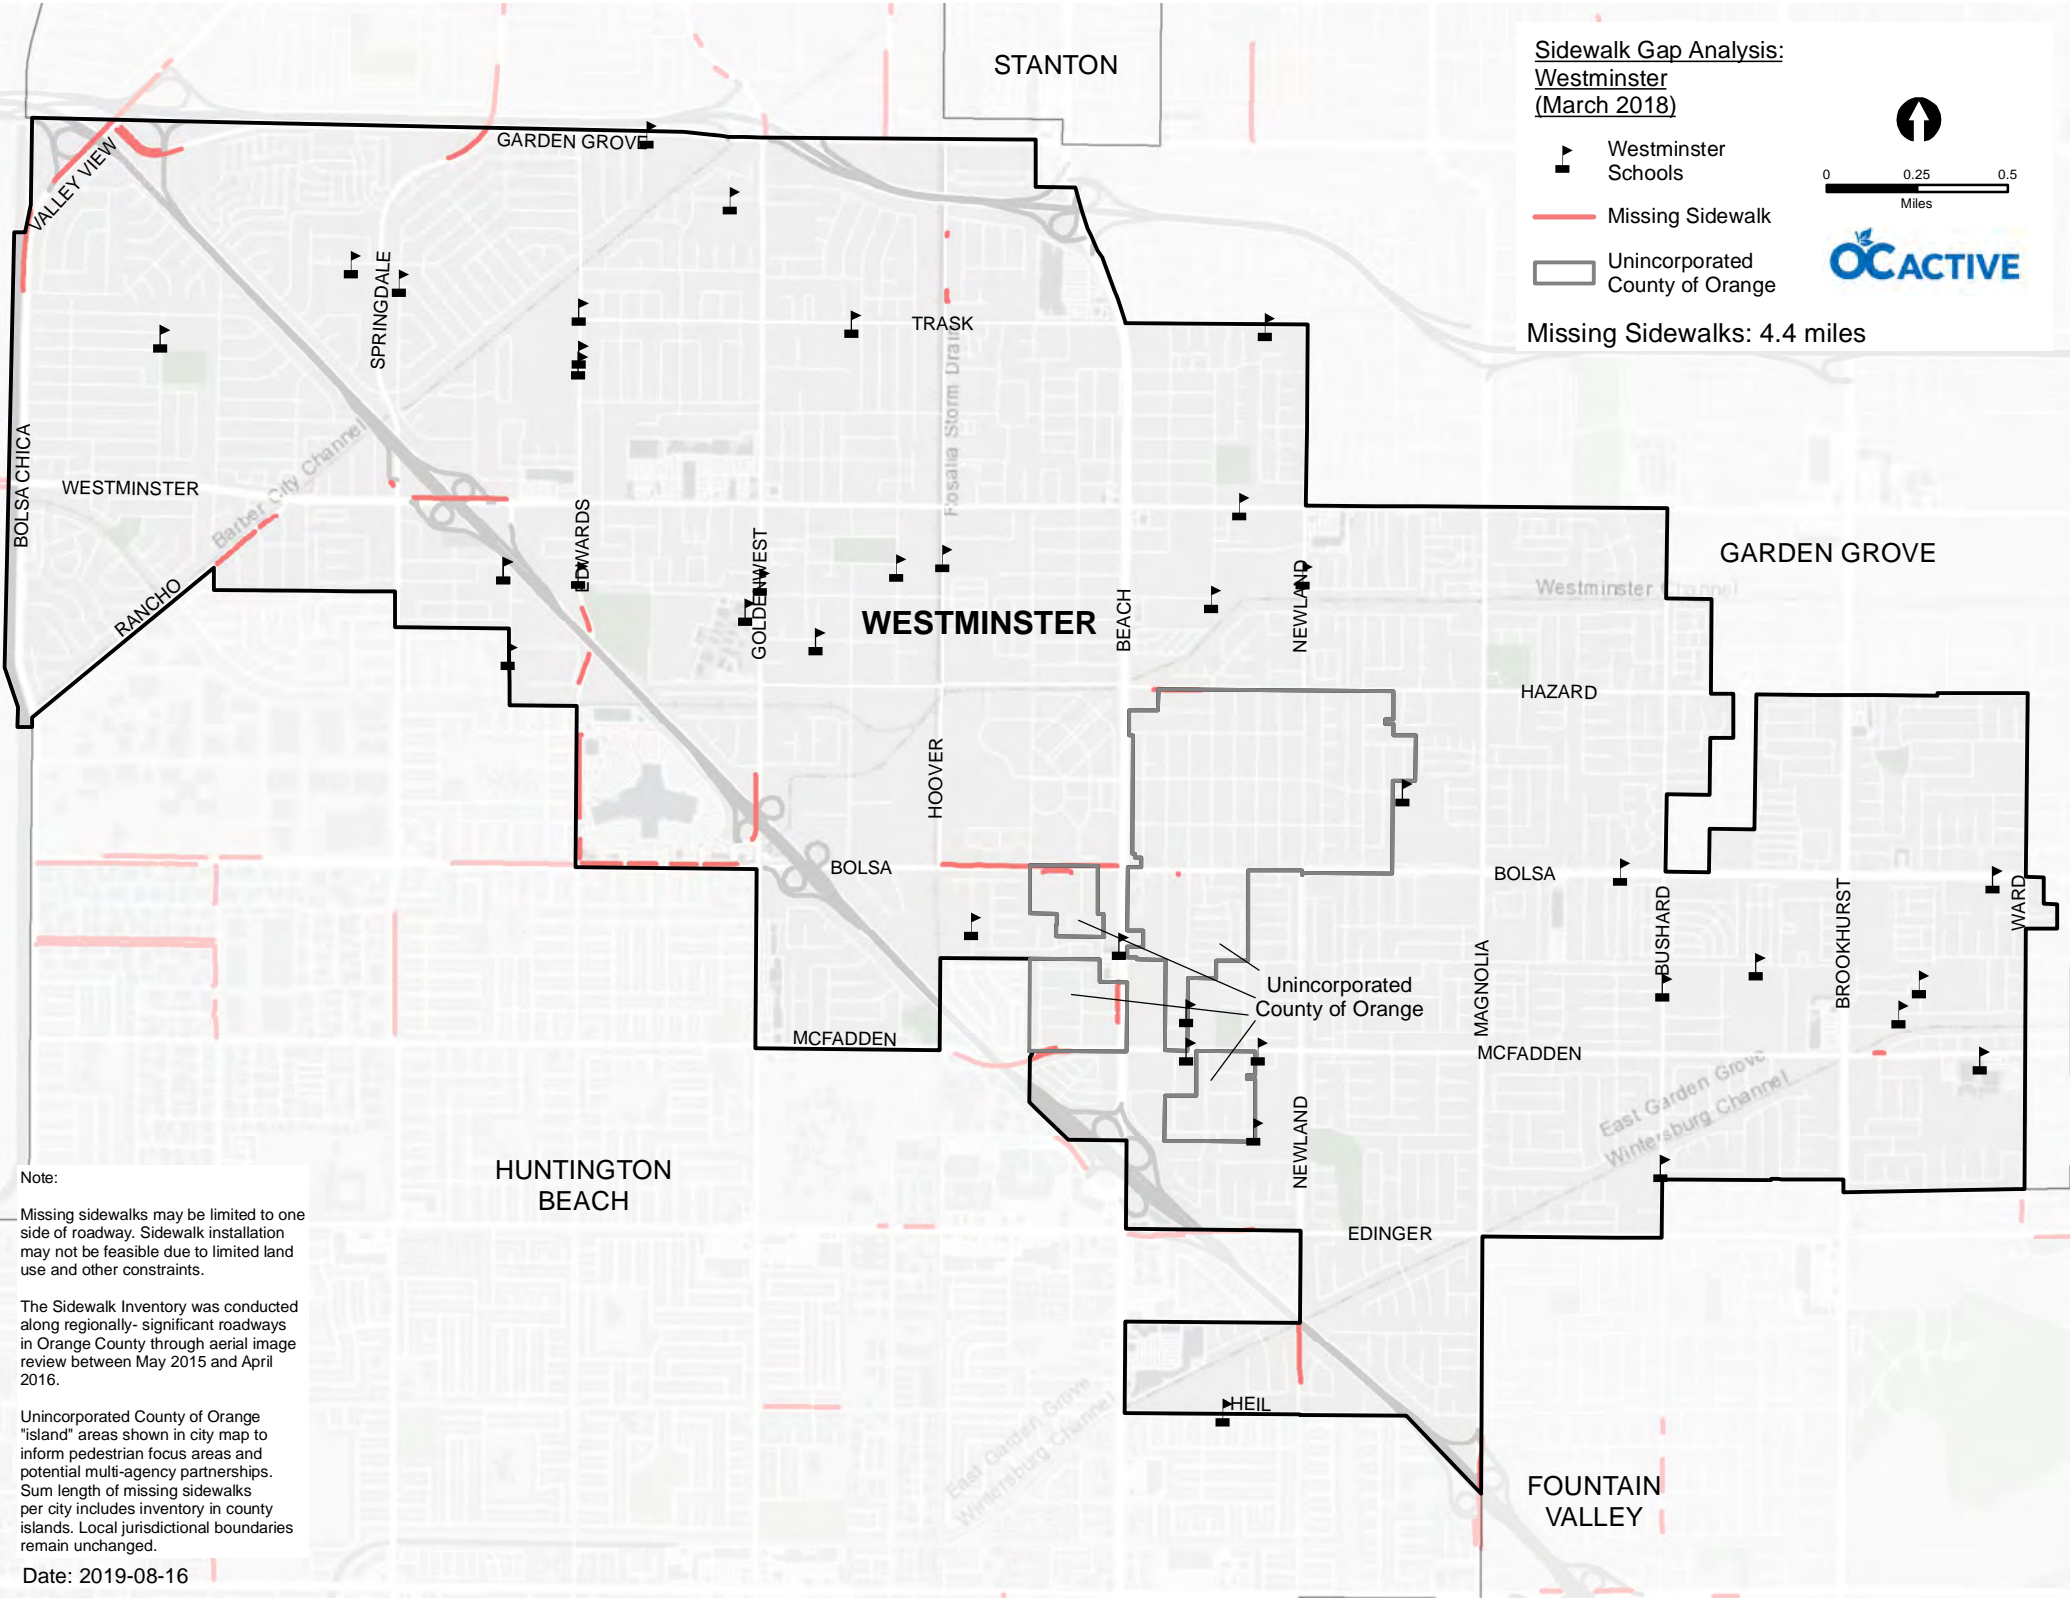 STANTON
Sidewalk Gap Analysis:
Westminster
(March 2018)
Westminster
Schools
0 0.25 0.5
Miles
Missing Sidewalk
Unincorporated
County of Orange
OC ACTIVE
Missing Sidewalks: 4.4 miles
GARDEN GROVE
VALLEY VIEW
SPRINGDALE
TRASK
Rosalia Storm Drain
BOLSA CHICA
WESTMINSTER
Barber City Channel
EDWARDS
GOLDENWEST
GARDEN GROVE
Westminster Channel
RANCHO
WESTMINSTER
BEACH
NEWLAND
HAZARD
HOOVER
BOLSA
BOLSA
BUSHARD
BROOKHURST
WARD
MAGNOLIA
Unincorporated
County of Orange
MCFADDEN
MCFADDEN
East Garden Grove
Wintersburg Channel
NEWLAND
HUNTINGTON
BEACH
EDINGER
HEIL
East Garden Grove
Wintersburg Channel
FOUNTAIN
VALLEY
Note:
Missing sidewalks may be limited to one
side of roadway. Sidewalk installation
may not be feasible due to limited land
use and other constraints.
The Sidewalk Inventory was conducted
along regionally- significant roadways
in Orange County through aerial image
review between May 2015 and April
2016.
Unincorporated County of Orange
"island" areas shown in city map to
inform pedestrian focus areas and
potential multi-agency partnerships.
Sum length of missing sidewalks
per city includes inventory in county
islands. Local jurisdictional boundaries
remain unchanged.
Date: 2019-08-16